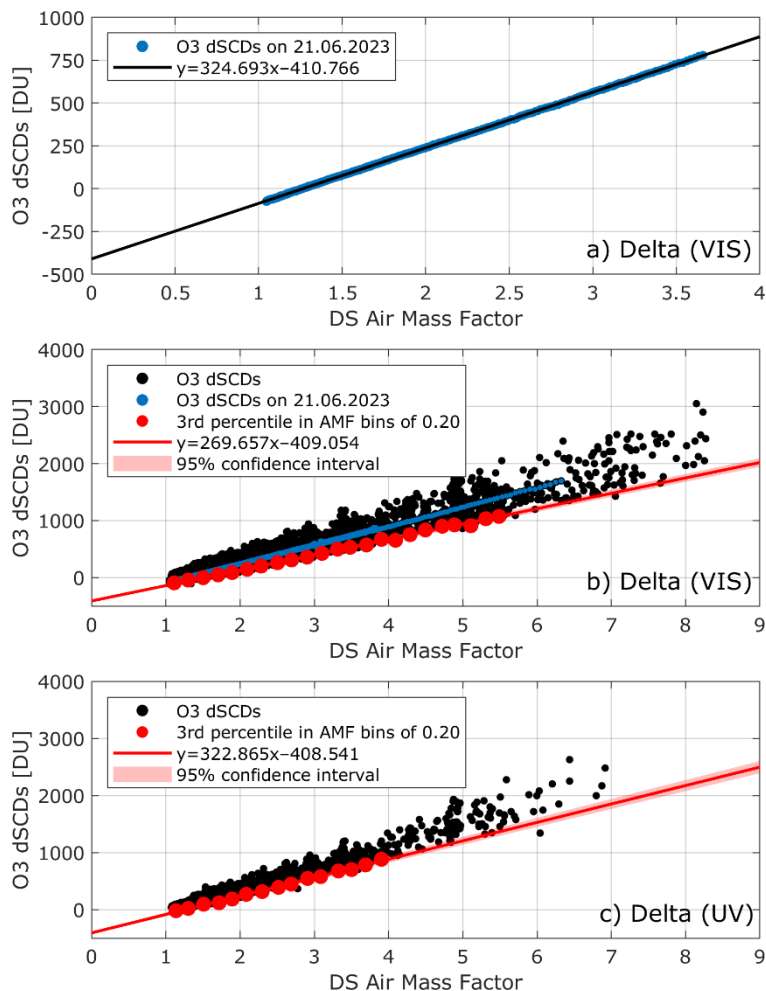 1000
750
500
250
0
-250
-500
O3 dSCDs [DU]
O3 dSCDs on 21.06.2023
y=324.693x−410.766
a) Delta (VIS)
0 0.5 1 1.5 2 2.5 3 3.5 4
DS Air Mass Factor
4000
3000
2000
1000
0
O3 dSCDs [DU]
O3 dSCDs
O3 dSCDs on 21.06.2023
3rd percentile in AMF bins of 0.20
y=269.657x−409.054
95% confidence interval
b) Delta (VIS)
0 1 2 3 4 5 6 7 8 9
DS Air Mass Factor
4000
3000
2000
1000
0
O3 dSCDs [DU]
O3 dSCDs
3rd percentile in AMF bins of 0.20
y=322.865x−408.541
95% confidence interval
c) Delta (UV)
0 1 2 3 4 5 6 7 8 9
DS Air Mass Factor